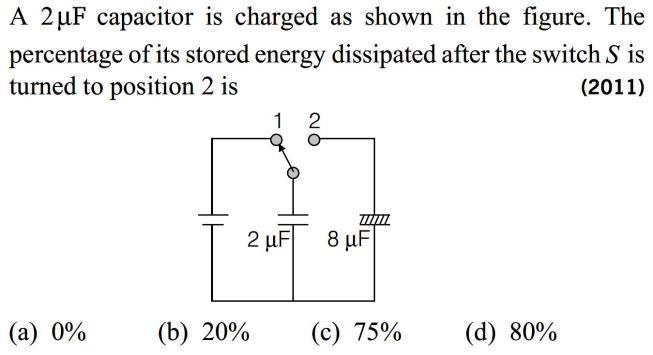 A 2μF capacitor is charged as shown in the figure. The
percentage of its stored energy dissipated after the switch S is
turned to position 2 is (2011)
1 2
2 μF 8 μF
(a) 0% (b) 20% (c) 75% (d) 80%